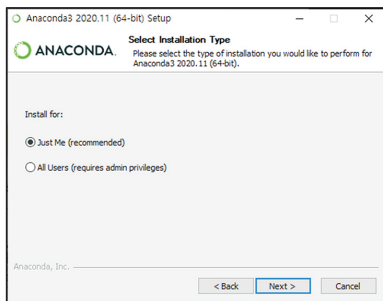 Anaconda3 2020.11 (64-bit) Setup
ANACONDA.
Select Installation Type
Please select the type of installation you would like to perform for
Anaconda3 2020.11 (64-bit).
Install for:
Just Me (recommended)
All Users (requires admin privileges)
Anaconda, Inc.
< Back
Next >
Cancel